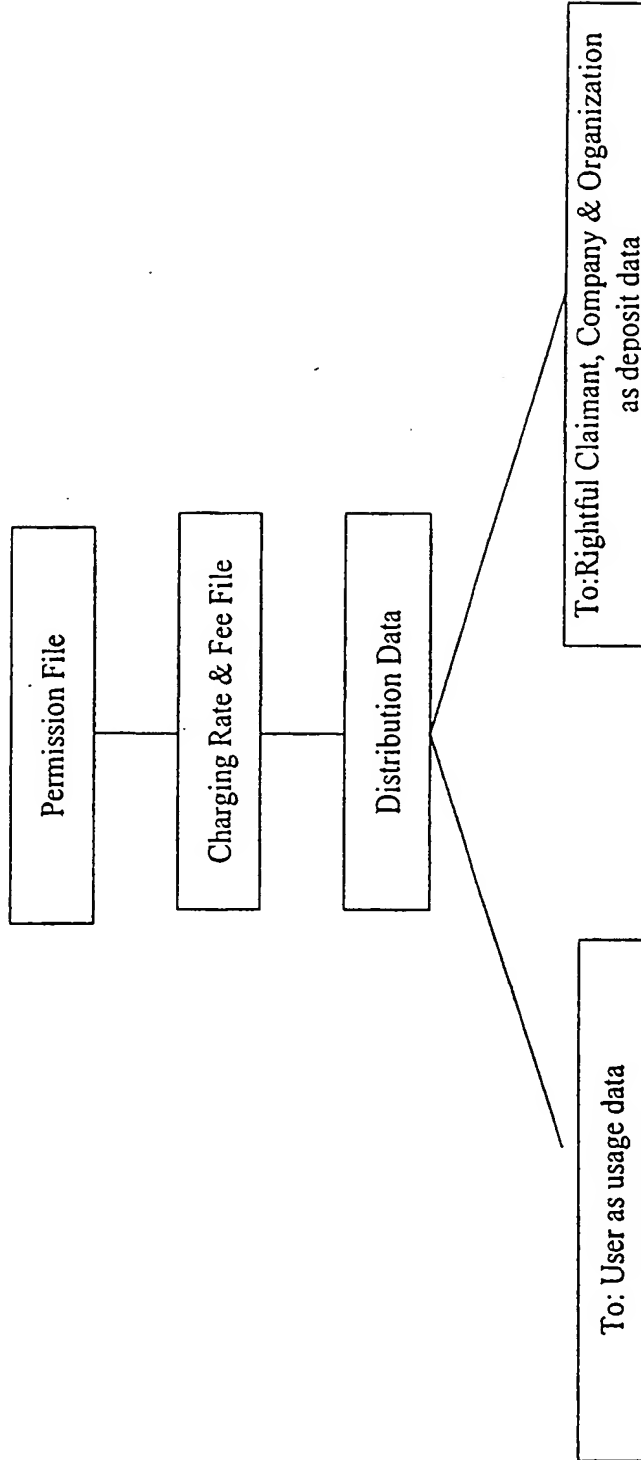 Permission File
Charging Rate & Fee File
Distribution Data
To: User as usage data
To:Rightful Claimant, Company & Organization
as deposit data